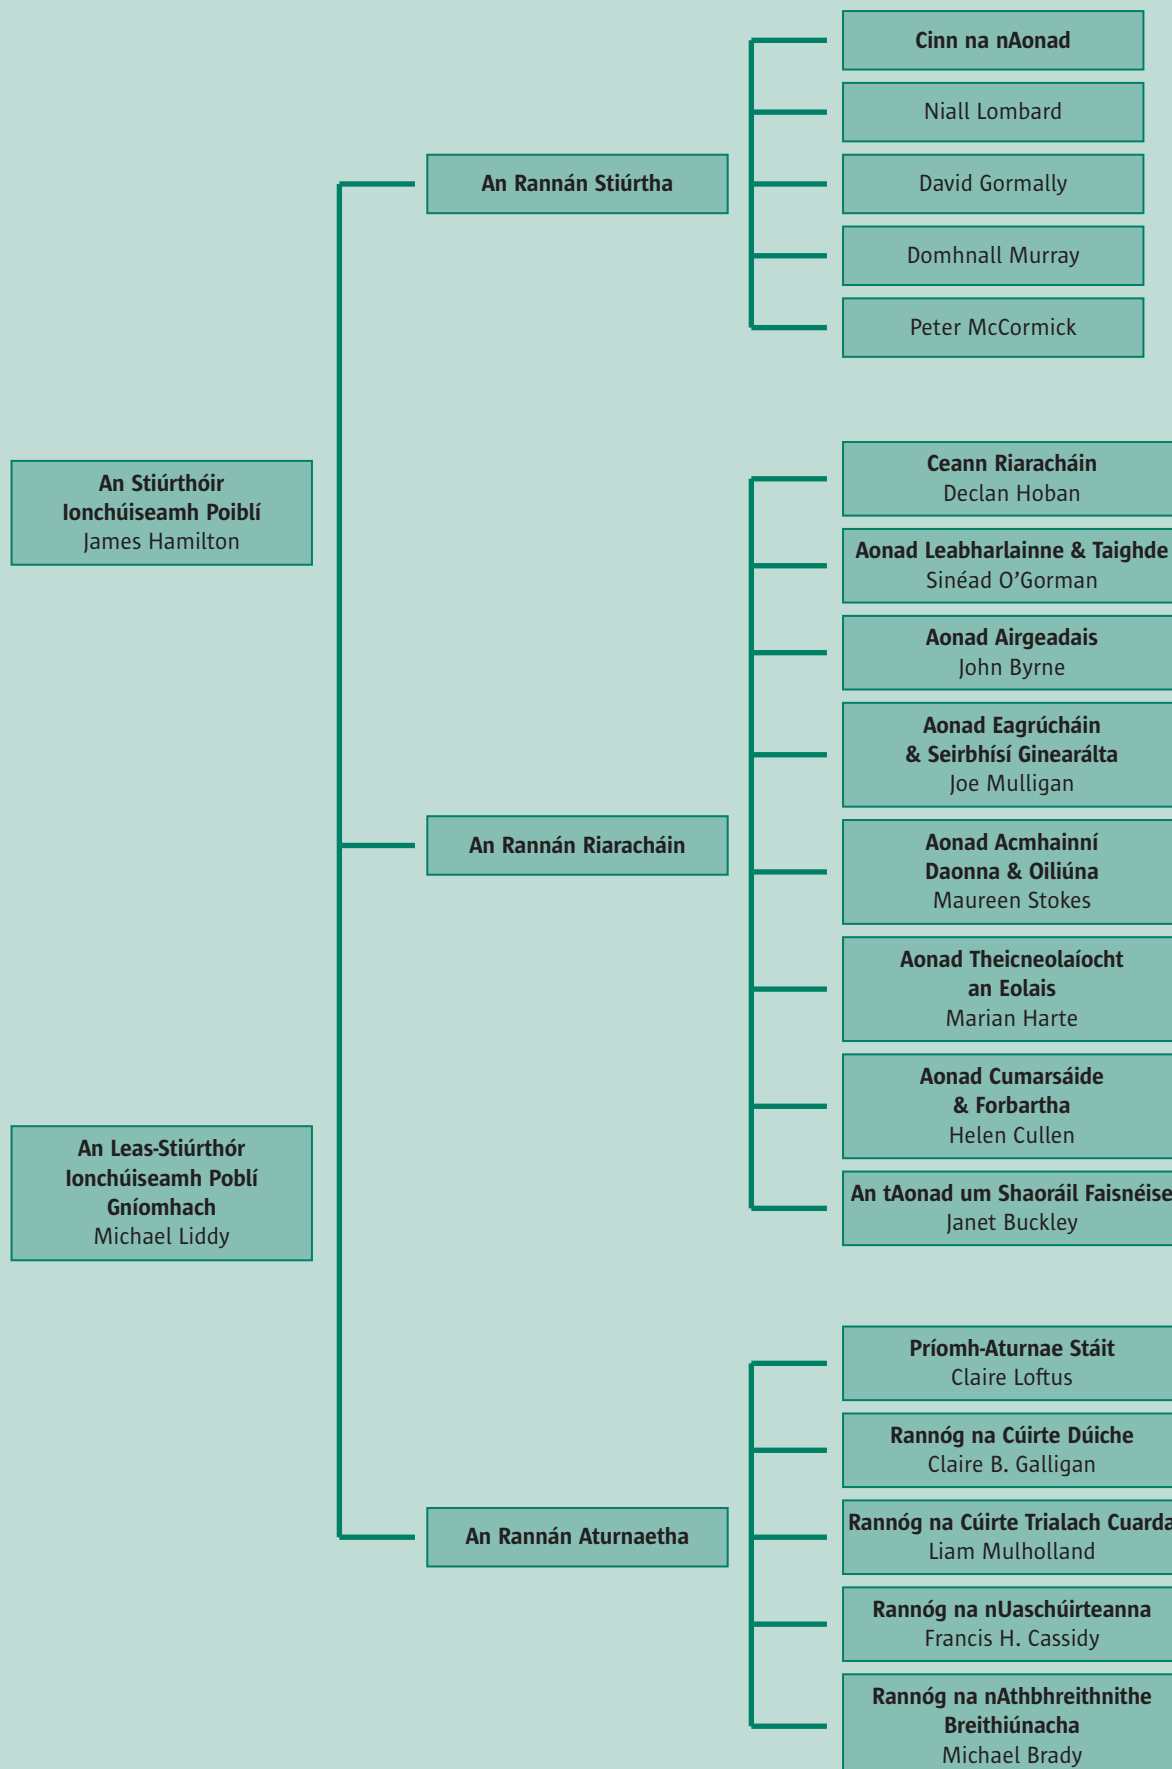 An Stiúrthóir
Ionchúiseamh Poiblí
James Hamilton
An Leas-Stiúrthór
Ionchúiseamh Poblí
Gníomhach
Michael Liddy
An Rannán Stiúrtha
Cinn na nAonad
Niall Lombard
David Gormally
Domhnall Murray
Peter McCormick
An Rannán Riaracháin
Ceann Riaracháin
Declan Hoban
Aonad Leabharlainne & Taighde
Sinéad O’Gorman
Aonad Airgeadais
John Byrne
Aonad Eagrúcháin
& Seirbhísí Ginearálta
Joe Mulligan
Aonad Acmhainní
Daonna & Oiliúna
Maureen Stokes
Aonad Theicneolaíocht
an Eolais
Marian Harte
Aonad Cumarsáide
& Forbartha
Helen Cullen
An tAonad um Shaoráil Faisnéise
Janet Buckley
An Rannán Aturnaetha
Príomh-Aturnae Stáit
Claire Loftus
Rannóg na Cúirte Dúiche
Claire B. Galligan
Rannóg na Cúirte Trialach Cuarda
Liam Mulholland
Rannóg na nUaschúirteanna
Francis H. Cassidy
Rannóg na nAthbhreithnithe
Breithiúnacha
Michael Brady